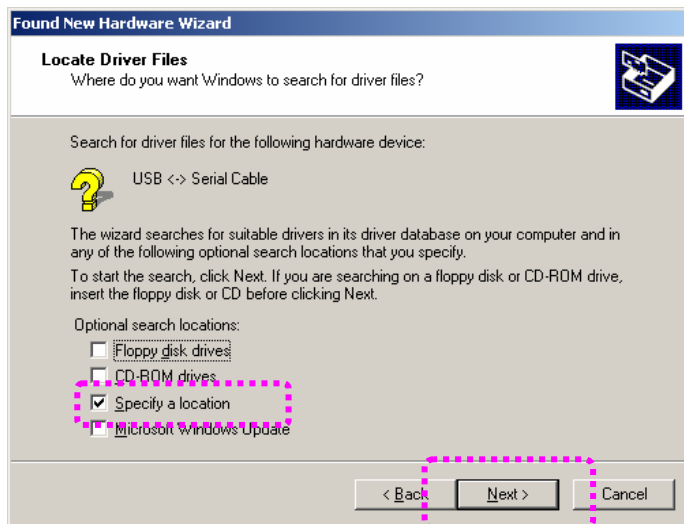 Found New Hardware Wizard
Locate Driver Files
Where do you want Windows to search for driver files?
Search for driver files for the following hardware device:
USB <-> Serial Cable
The wizard searches for suitable drivers in its driver database on your computer and in
any of the following optional search locations that you specify.
To start the search, click Next. If you are searching on a floppy disk or CD-ROM drive,
insert the floppy disk or CD before clicking Next.
Optional search locations:
Floppy disk drives
CD-ROM drives
Specify a location
Microsoft Windows Update
< Back Next > Cancel